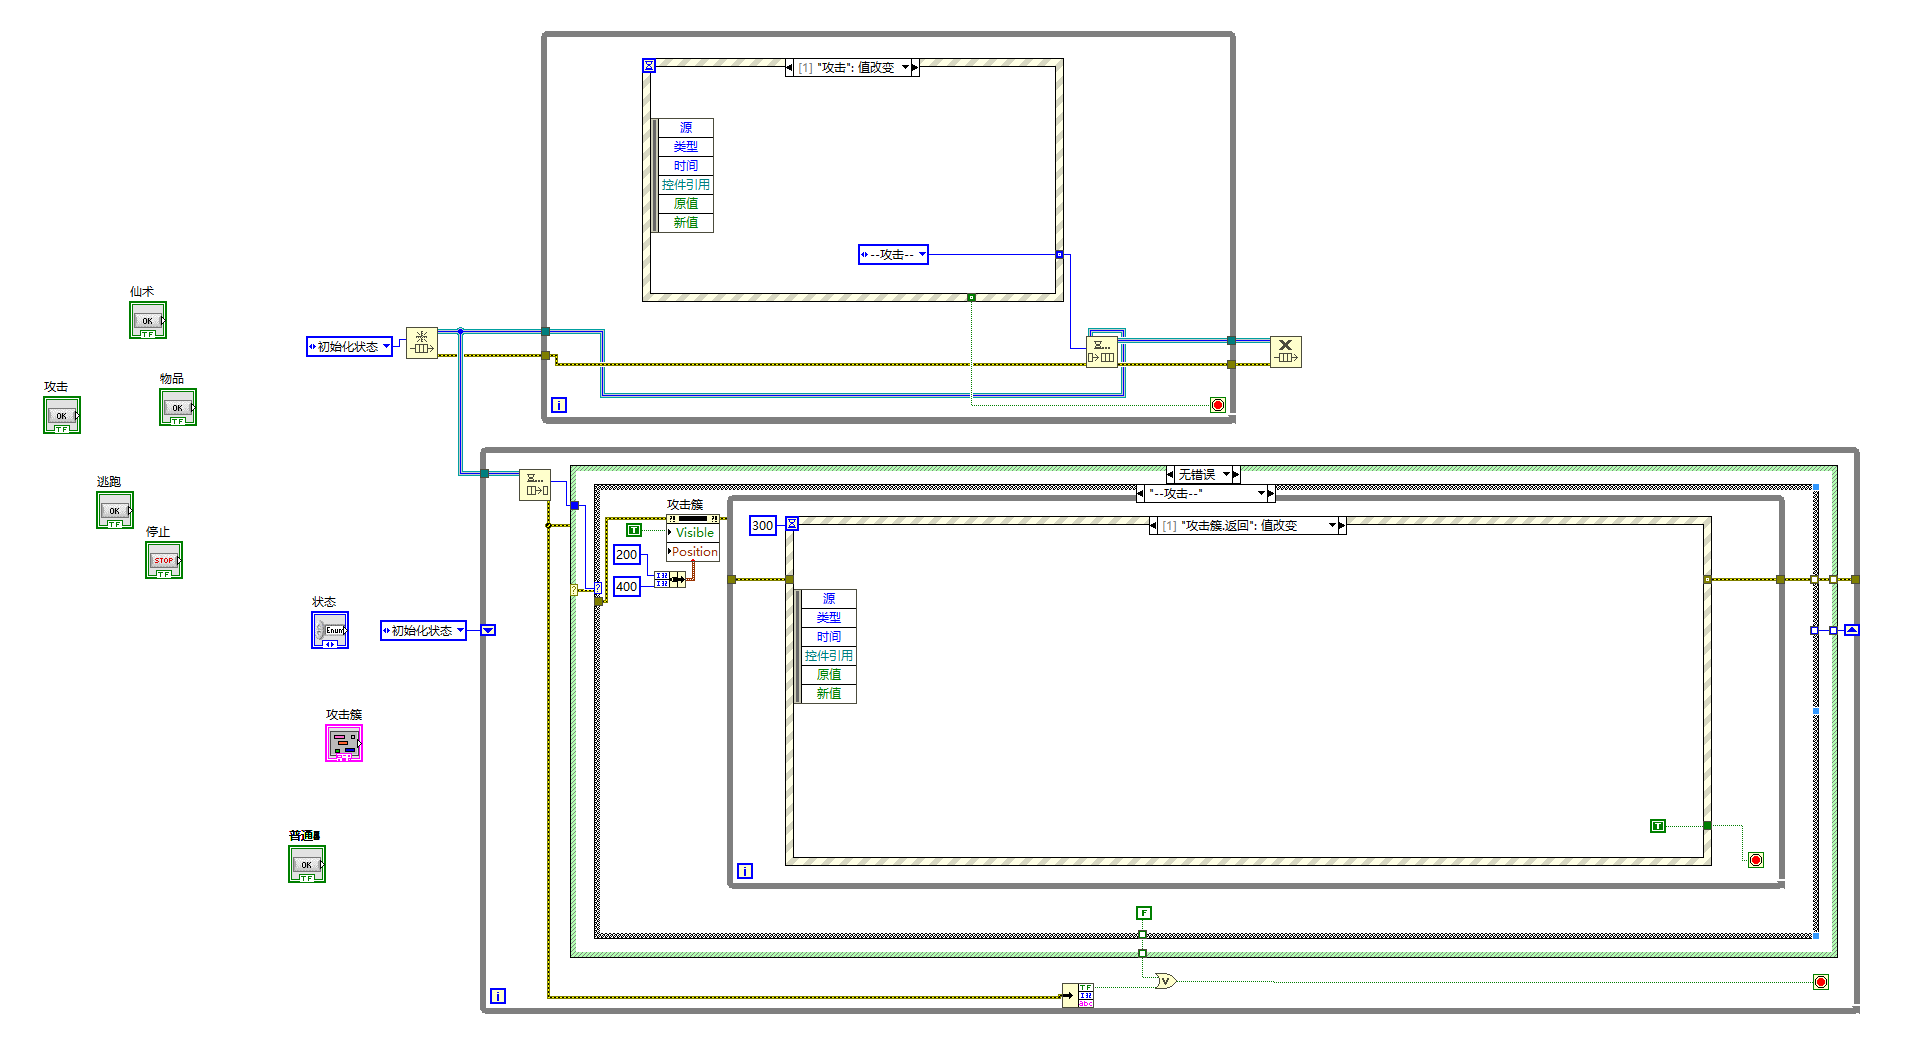 [1] "攻击": 值改变
源
类型
时间
控件引用
原值
新值
--攻击--
仙术
OK
TF
初始化状态
攻击
OK
TF
物品
OK
TF
i
逃跑
OK
TF
停止
STOP
TF
无错误
"--攻击--"
攻击簇
Visible
Position
200
400
T
300
[1] "攻击簇.返回": 值改变
源
类型
时间
控件引用
原值
新值
状态
Enum
初始化状态
攻击簇
普通
OK
TF
T
i
F
V
TF
abc
i